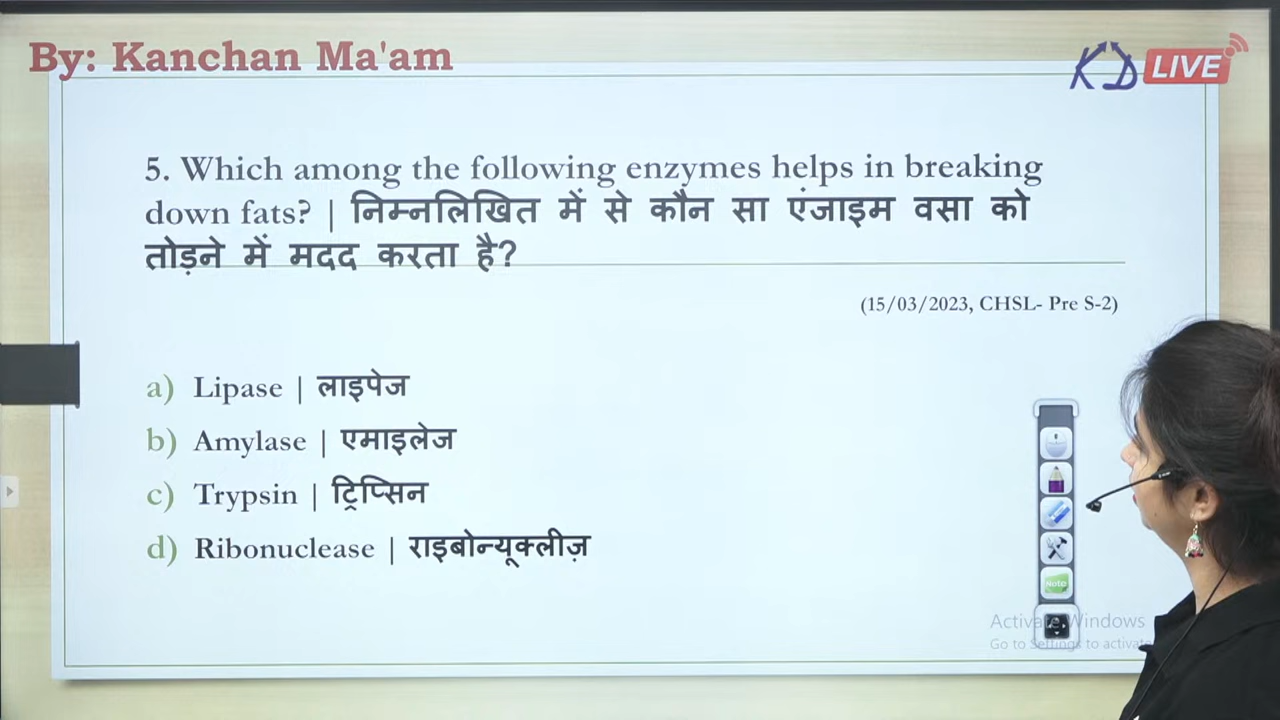 By: Kanchan Ma'am
KD LIVE
5. Which among the following enzymes helps in breaking
down fats? | निम्नलिखित में से कौन सा एंजाइम वसा को
तोड़ने में मदद करता है?
(15/03/2023, CHSL- Pre S-2)
a) Lipase | लाइपेज
b) Amylase | एमाइलेज
c) Trypsin | ट्रिप्सिन
d) Ribonuclease | राइबोन्यूक्लीज़
Note
Activate Windows
Go to Settings to activate